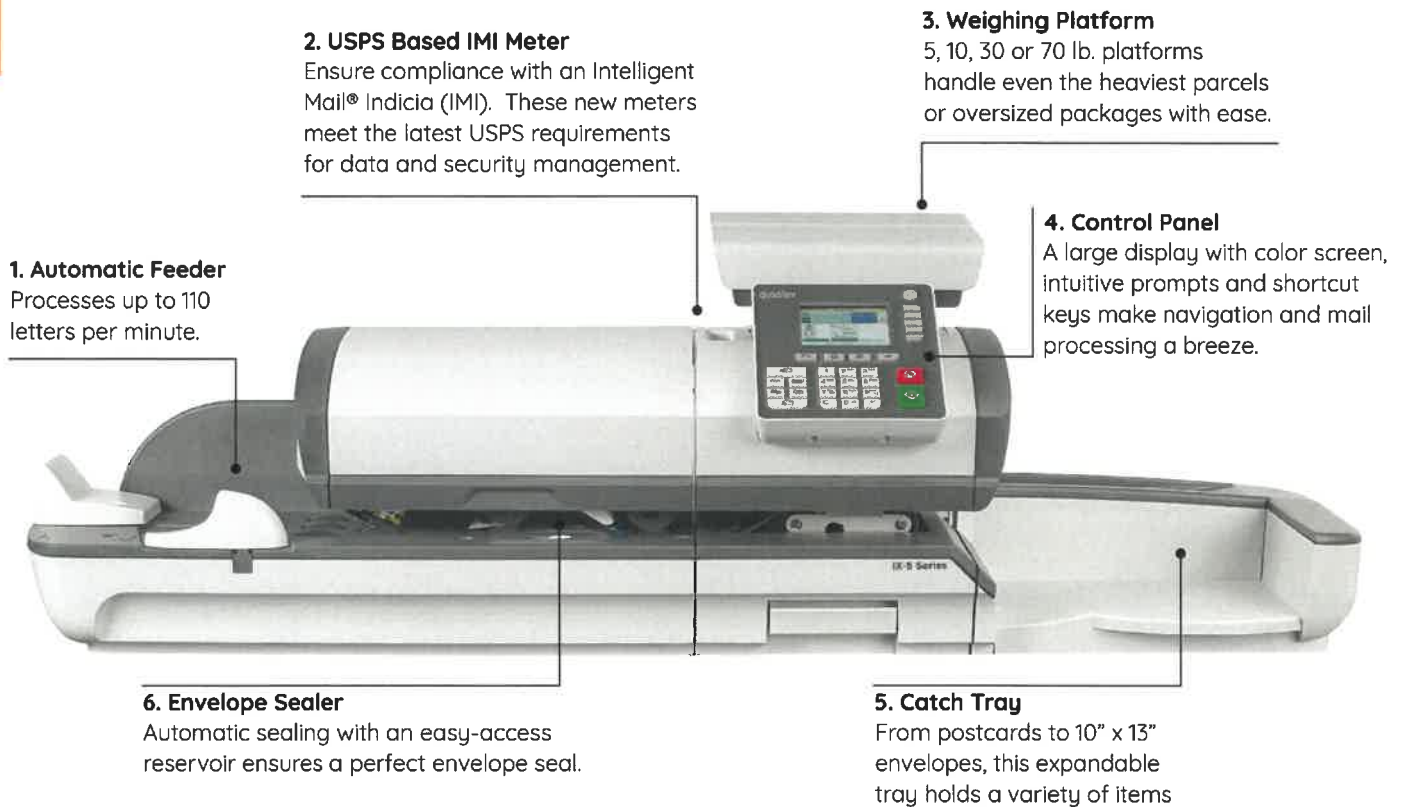 2. USPS Based IMI Meter
Ensure compliance with an Intelligent
Mail® Indicia (IMI). These new meters
meet the latest USPS requirements
for data and security management.
3. Weighing Platform
5, 10, 30 or 70 lb. platforms
handle even the heaviest parcels
or oversized packages with ease.
4. Control Panel
A large display with color screen,
intuitive prompts and shortcut
keys make navigation and mail
processing a breeze.
1. Automatic Feeder
Processes up to 110
letters per minute.
quadient
iX-5 Series
6. Envelope Sealer
Automatic sealing with an easy-access
reservoir ensures a perfect envelope seal.
5. Catch Tray
From postcards to 10” x 13”
envelopes, this expandable
tray holds a variety of items